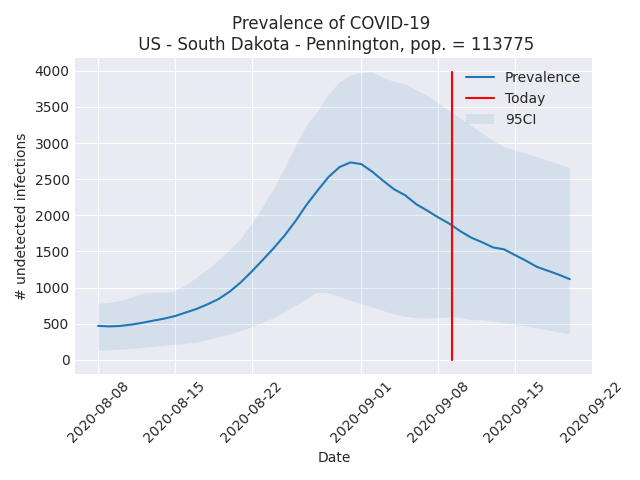 Prevalence of COVID-19
US - South Dakota - Pennington, pop. = 113775
Prevalence
Today
95CI
4000
3500
3000
2500
2000
1500
1000
500
0
# undetected infections
2020-08-08
2020-08-15
2020-08-22
2020-09-01
2020-09-08
2020-09-15
2020-09-22
Date